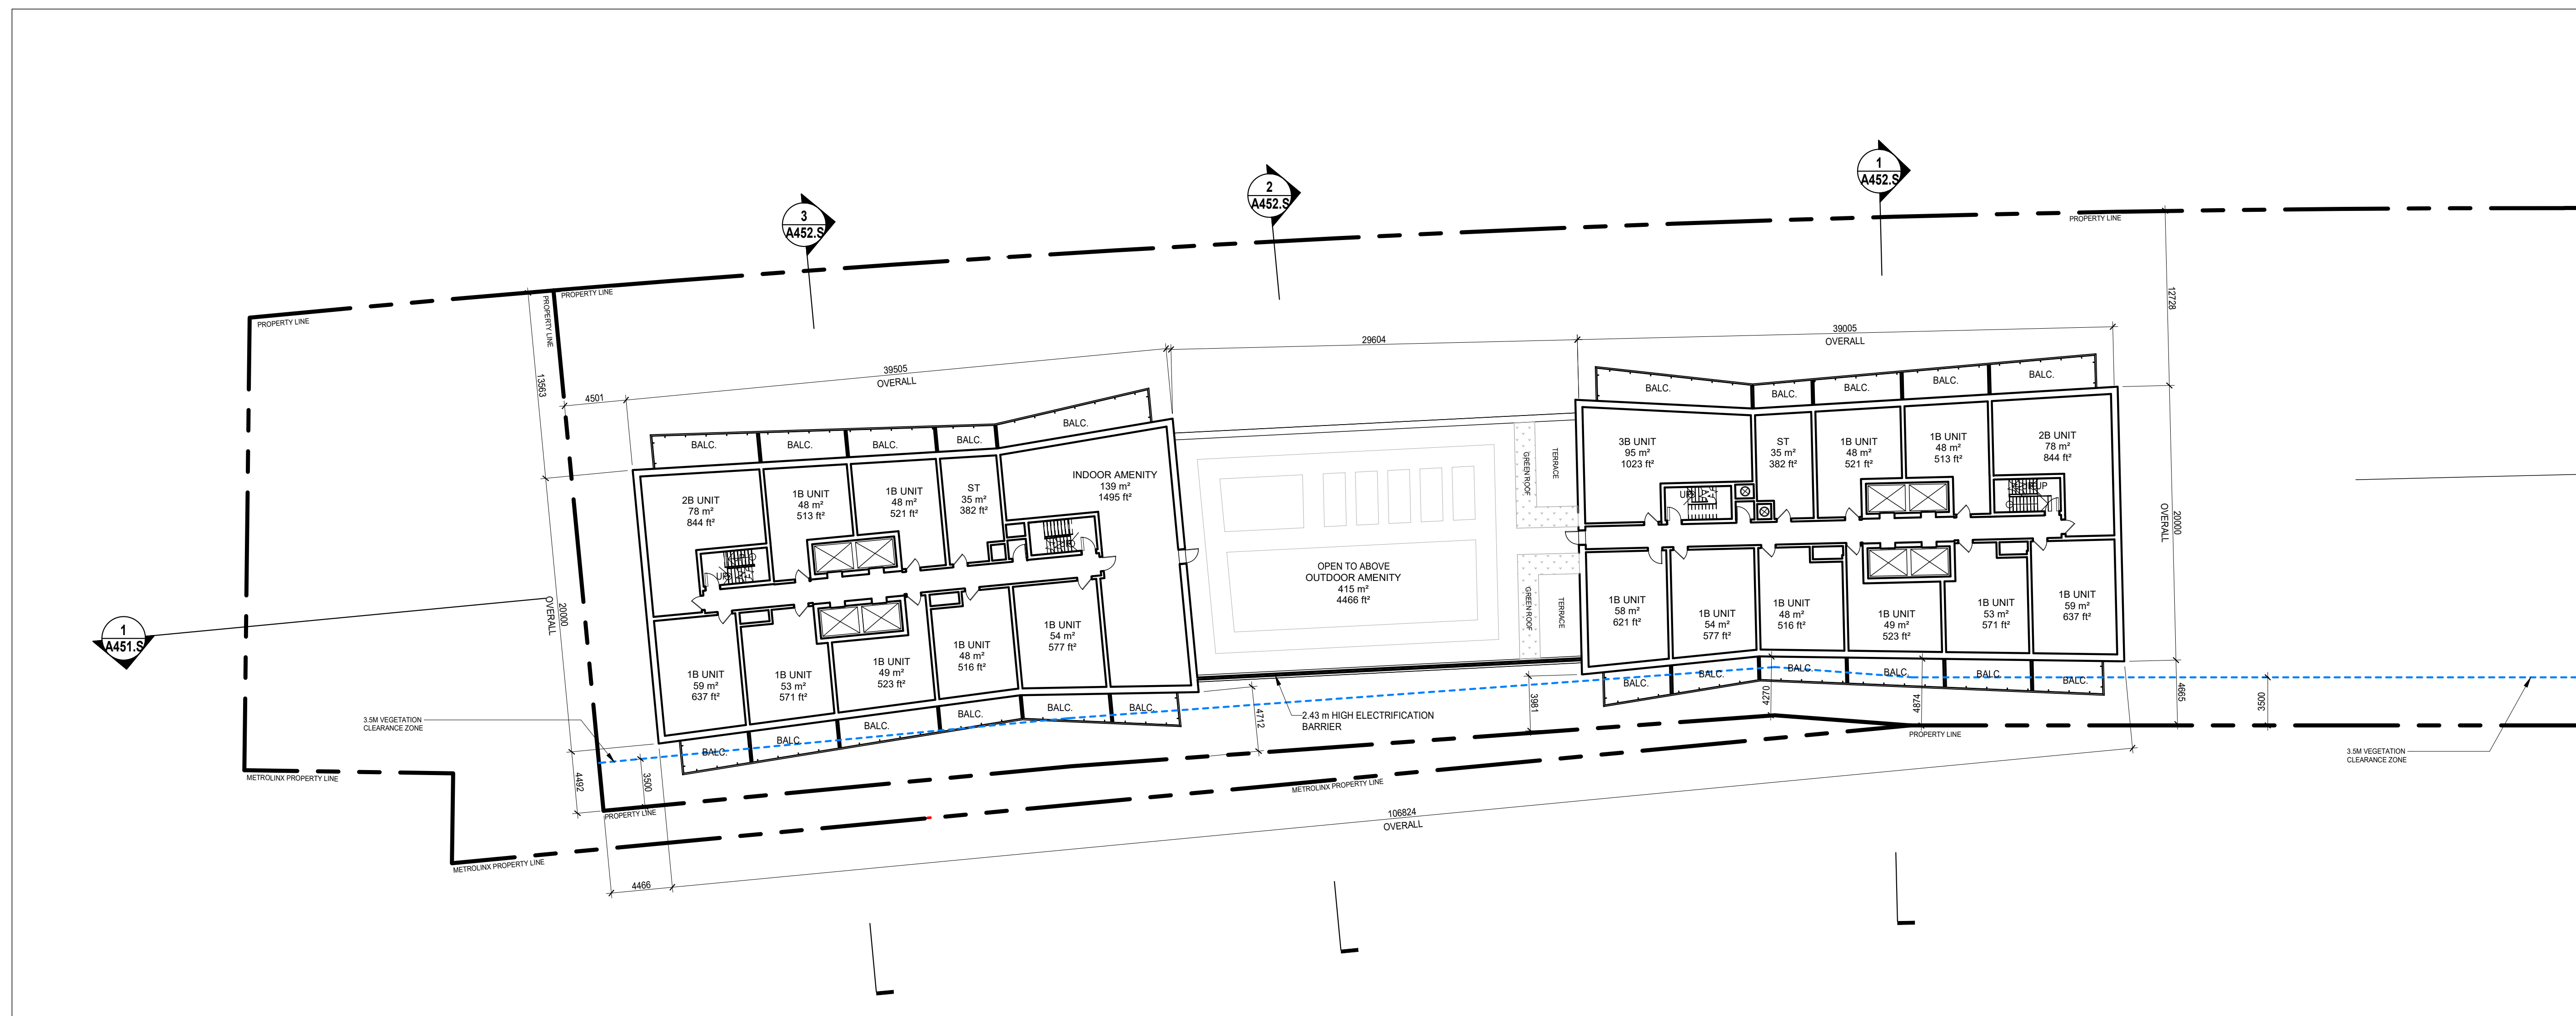 1
A452.S
2
A452.S
3
A452.S
PROPERTY LINE
PROPERTY LINE
PROPERTY LINE
PROPERTY LINE
12728
13563
4501
39505
OVERALL
29604
39005
OVERALL
BALC.
BALC.
BALC.
BALC.
BALC.
BALC.
BALC.
BALC.
BALC.
BALC.
2B UNIT
78 m²
844 ft²
1B UNIT
48 m²
513 ft²
1B UNIT
48 m²
521 ft²
ST
35 m²
382 ft²
INDOOR AMENITY
139 m²
1495 ft²
UP
GREEN ROOF
TERRACE
3B UNIT
95 m²
1023 ft²
ST
35 m²
382 ft²
1B UNIT
48 m²
521 ft²
1B UNIT
48 m²
513 ft²
2B UNIT
78 m²
844 ft²
UP
UP
20000
OVERALL
OPEN TO ABOVE
OUTDOOR AMENITY
415 m²
4466 ft²
GREEN ROOF
TERRACE
20000
OVERALL
1
A451.S
1B UNIT
59 m²
637 ft²
1B UNIT
53 m²
571 ft²
1B UNIT
49 m²
523 ft²
1B UNIT
48 m²
516 ft²
1B UNIT
54 m²
577 ft²
1B UNIT
58 m²
621 ft²
1B UNIT
54 m²
577 ft²
1B UNIT
48 m²
516 ft²
1B UNIT
49 m²
523 ft²
1B UNIT
53 m²
571 ft²
1B UNIT
59 m²
637 ft²
BALC.
BALC.
BALC.
BALC.
BALC.
BALC.
BALC.
BALC.
BALC.
BALC.
BALC.
BALC.
3.5M VEGETATION
CLEARANCE ZONE
4492
3500
4712
2.43 m HIGH ELECTRIFICATION
BARRIER
3981
4270
4874
4995
3500
PROPERTY LINE
3.5M VEGETATION
CLEARANCE ZONE
METROLINX PROPERTY LINE
PROPERTY LINE
METROLINX PROPERTY LINE
METROLINX PROPERTY LINE
106824
OVERALL
4466